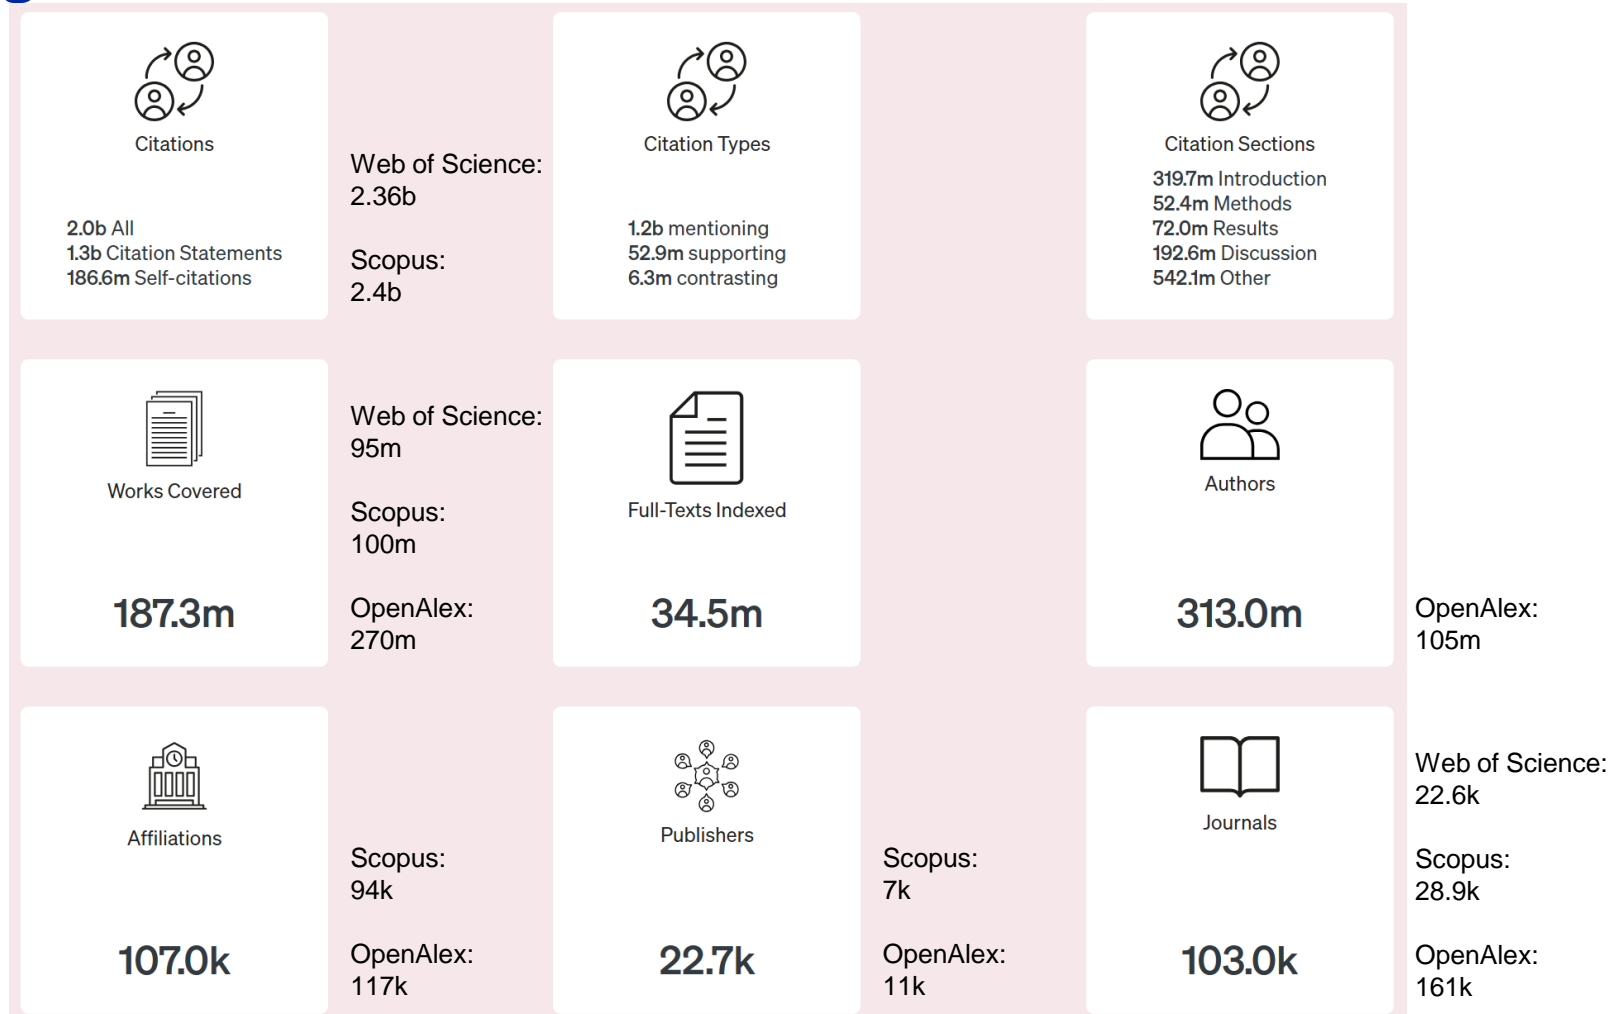 Citations
2.0b All
1.3b Citation Statements
186.6m Self-citations
Web of Science:
2.36b
Scopus:
2.4b
Citation Types
1.2b mentioning
52.9m supporting
6.3m contrasting
Citation Sections
319.7m Introduction
52.4m Methods
72.0m Results
192.6m Discussion
542.1m Other
Works Covered
187.3m
Web of Science:
95m
Scopus:
100m
OpenAlex:
270m
Full-Texts Indexed
34.5m
Authors
313.0m
OpenAlex:
105m
Affiliations
107.0k
Scopus:
94k
OpenAlex:
117k
Publishers
22.7k
Scopus:
7k
OpenAlex:
11k
Journals
103.0k
Web of Science:
22.6k
Scopus:
28.9k
OpenAlex:
161k